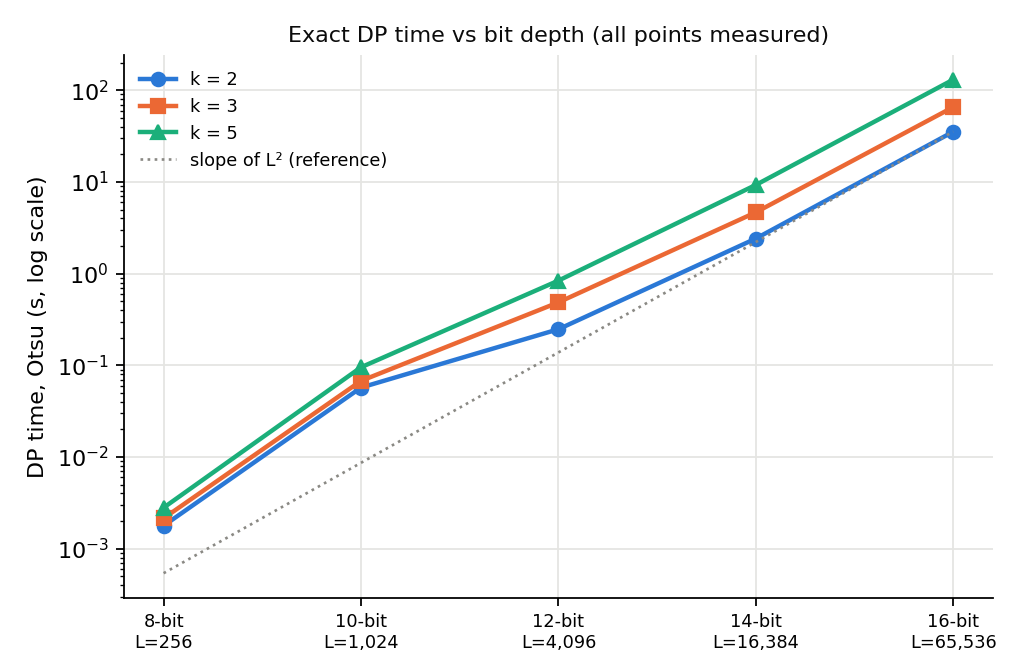 Exact DP time vs bit depth (all points measured)
k = 2
k = 3
k = 5
slope of L² (reference)
DP time, Otsu (s, log scale)
10²
10¹
10⁰
10⁻¹
10⁻²
10⁻³
8-bit
L=256
10-bit
L=1,024
12-bit
L=4,096
14-bit
L=16,384
16-bit
L=65,536